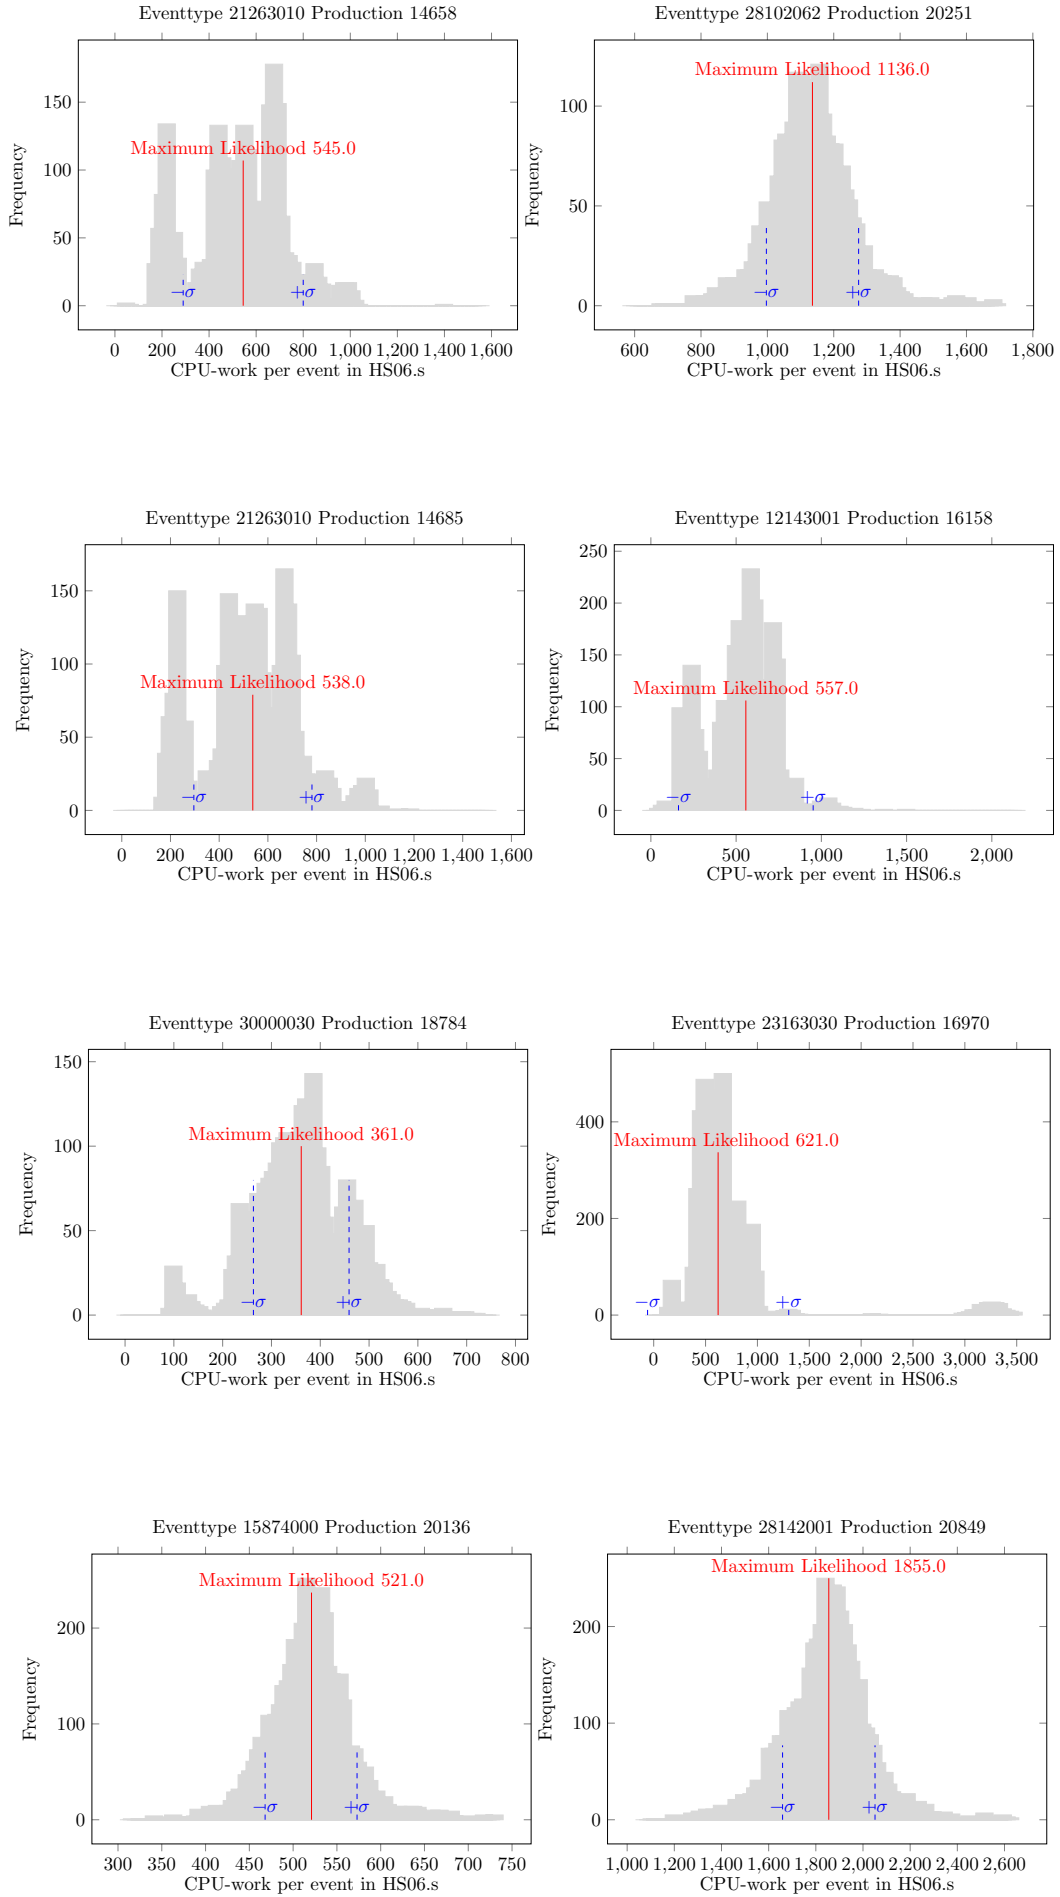 Eventtype 21263010 Production 14658
150
100
50
0
Frequency
Maximum Likelihood 545.0
−σ
+σ
0 200 400 600 800 1,000 1,200 1,400 1,600
CPU-work per event in HS06.s
Eventtype 28102062 Production 20251
100
50
0
Frequency
Maximum Likelihood 1136.0
−σ
+σ
600 800 1,000 1,200 1,400 1,600 1,800
CPU-work per event in HS06.s
Eventtype 21263010 Production 14685
150
100
50
0
Frequency
Maximum Likelihood 538.0
−σ
+σ
0 200 400 600 800 1,000 1,200 1,400 1,600
CPU-work per event in HS06.s
Eventtype 12143001 Production 16158
250
200
150
100
50
0
Frequency
Maximum Likelihood 557.0
−σ
+σ
0 500 1,000 1,500 2,000
CPU-work per event in HS06.s
Eventtype 30000030 Production 18784
150
100
50
0
Frequency
Maximum Likelihood 361.0
−σ
+σ
0 100 200 300 400 500 600 700 800
CPU-work per event in HS06.s
Eventtype 23163030 Production 16970
400
200
0
Frequency
Maximum Likelihood 621.0
−σ
+σ
0 500 1,000 1,500 2,000 2,500 3,000 3,500
CPU-work per event in HS06.s
Eventtype 15874000 Production 20136
200
100
0
Frequency
Maximum Likelihood 521.0
−σ
+σ
300 350 400 450 500 550 600 650 700 750
CPU-work per event in HS06.s
Eventtype 28142001 Production 20849
200
100
0
Frequency
Maximum Likelihood 1855.0
−σ
+σ
1,000 1,200 1,400 1,600 1,800 2,000 2,200 2,400 2,600
CPU-work per event in HS06.s